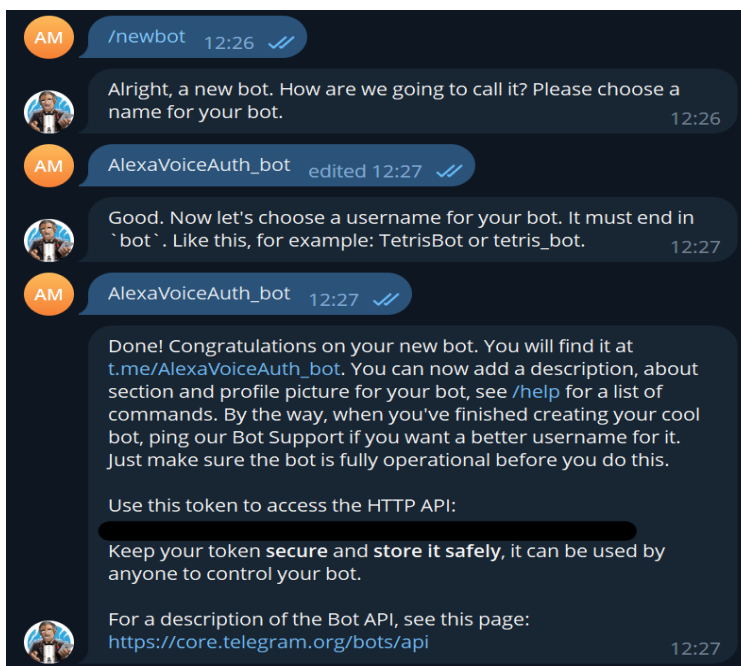 AM
/newbot 12:26
Alright, a new bot. How are we going to call it? Please choose a
name for your bot.
12:26
AM
AlexaVoiceAuth_bot edited 12:27
Good. Now let's choose a username for your bot. It must end in
`bot`. Like this, for example: TetrisBot or tetris_bot.
12:27
AM
AlexaVoiceAuth_bot 12:27
Done! Congratulations on your new bot. You will find it at
t.me/AlexaVoiceAuth_bot. You can now add a description, about
section and profile picture for your bot, see /help for a list of
commands. By the way, when you've finished creating your cool
bot, ping our Bot Support if you want a better username for it.
Just make sure the bot is fully operational before you do this.
Use this token to access the HTTP API:
Keep your token secure and store it safely, it can be used by
anyone to control your bot.
For a description of the Bot API, see this page:
https://core.telegram.org/bots/api
12:27